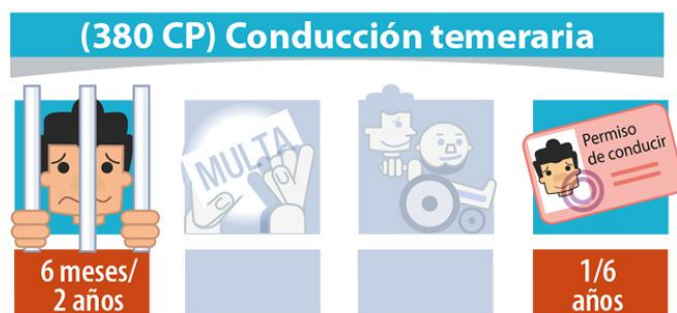 (380 CP) Conducción temeraria
MULTA
Permiso
de conducir
6 meses/
2 años
1/6
años